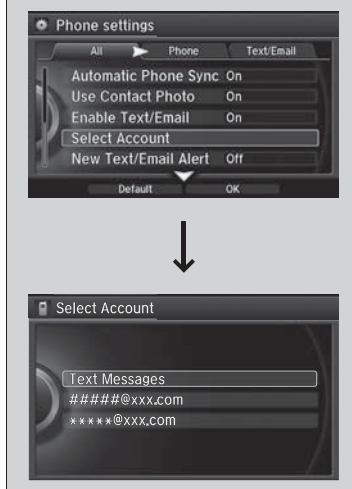 Phone settings
All Phone Text/Email
Automatic Phone Sync On
Use Contact Photo On
Enable Text/Email On
Select Account
New Text/Email Alert Off
Default OK
Select Account
Text Messages
#####@xxx.com
*****@xxx.com